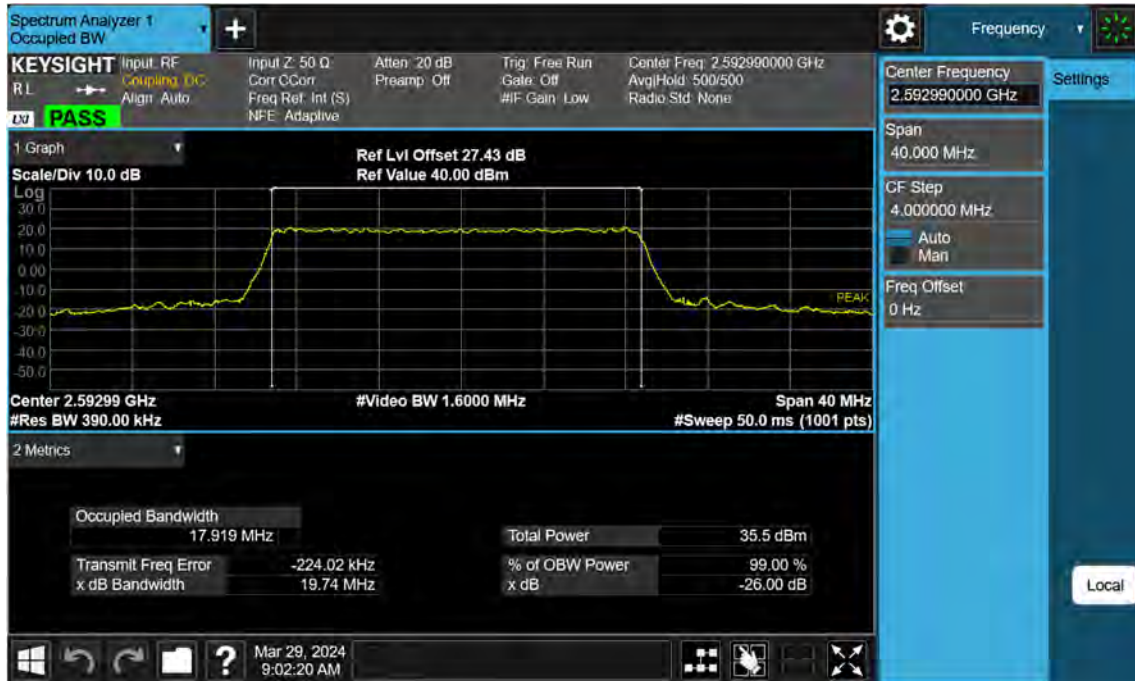 Spectrum Analyzer 1
Occupied BW
+
Frequency
KEYSIGHT
RL
Input: RF
Coupling: DC
Align: Auto
Input Z: 50 Ω
Corr CCorr
Freq Ref: Int (S)
NFE: Adaptive
Atten: 20 dB
Preamp: Off
Trig: Free Run
Gate: Off
#IF Gain: Low
Center Freq: 2.592990000 GHz
Avg|Hold: 500/500
Radio Std: None
LXI
PASS
Center Frequency
2.592990000 GHz
Settings
Span
40.000 MHz
CF Step
4.000000 MHz
Auto
Man
Freq Offset
0 Hz
Local
1 Graph
Scale/Div 10.0 dB
Ref Lvl Offset 27.43 dB
Ref Value 40.00 dBm
Log
30.0
20.0
10.0
0.00
-10.0
-20.0
-30.0
-40.0
-50.0
PEAK
Center 2.59299 GHz
#Video BW 1.6000 MHz
Span 40 MHz
#Res BW 390.00 kHz
#Sweep 50.0 ms (1001 pts)
2 Metrics
Occupied Bandwidth
17.919 MHz
Total Power 35.5 dBm
Transmit Freq Error -224.02 kHz
% of OBW Power 99.00 %
x dB Bandwidth 19.74 MHz
x dB -26.00 dB
?
Mar 29, 2024
9:02:20 AM